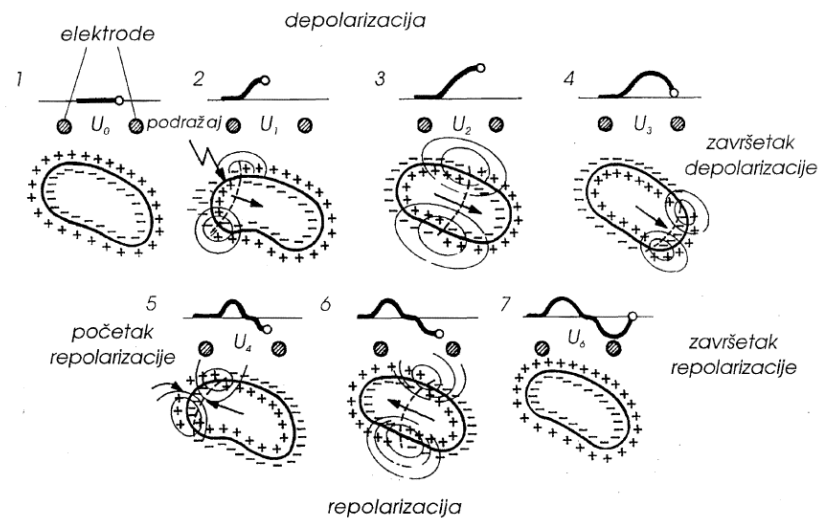 depolarizacija
elektrode
1
2
3
4
U₀
podražaj
U₁
U₂
U₃
završetak
depolarizacije
5
6
7
početak
repolarizacije
U₄
U₆
završetak
repolarizacije
repolarizacija